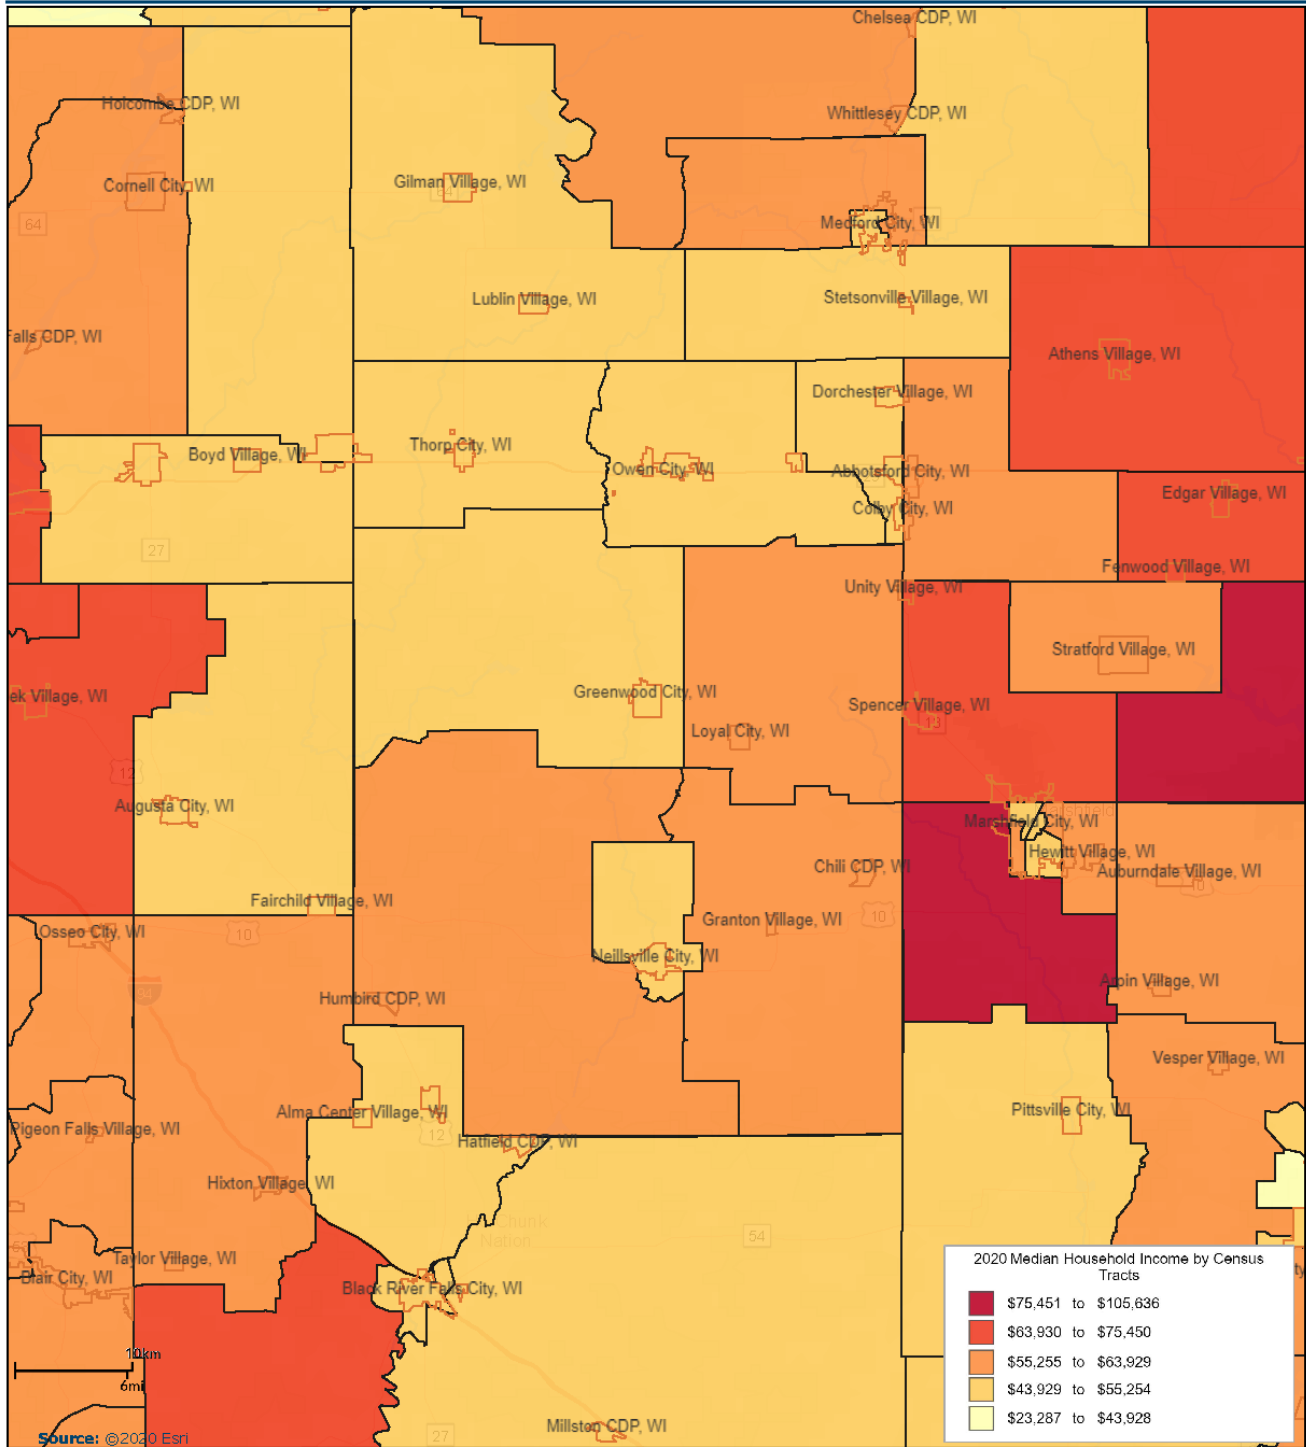 Chelsea CDP, WI
Holcombe CDP, WI
Whittlesey CDP, WI
Cornell City, WI
Gilman Village, WI
64
64
Medford City, WI
Lublin Village, WI
Stetsonville Village, WI
Falls CDP, WI
Athens Village, WI
Dorchester Village, WI
Boyd Village, WI
Thorp City, WI
Owen City, WI
Abbotsford City, WI
Edgar Village, WI
Colby City, WI
27
Fenwood Village, WI
Unity Village, WI
Stratford Village, WI
ek Village, WI
Greenwood City, WI
Spencer Village, WI
13
Loyal City, WI
12
Augusta City, WI
Marshfield City, WI
Hewitt Village, WI
Chili CDP, WI
Auburndale Village, WI
10
Fairchild Village, WI
Granton Village, WI
10
Osseo City, WI
10
Neillsville City, WI
94
Arpin Village, WI
Humbird CDP, WI
Vesper Village, WI
Alma Center Village, WI
Pittsville City, WI
Pigeon Falls Village, WI
12
Hatfield CDP, WI
Hixton Village, WI
Chunk
Nation
54
Taylor Village, WI
Blair City, WI
Black River Falls City, WI
2020 Median Household Income by Census
Tracts
$75,451 to $105,636
$63,930 to $75,450
$55,255 to $63,929
$43,929 to $55,254
$23,287 to $43,928
10km
6mi
Millston CDP, WI
27
Source: ©2020 Esri